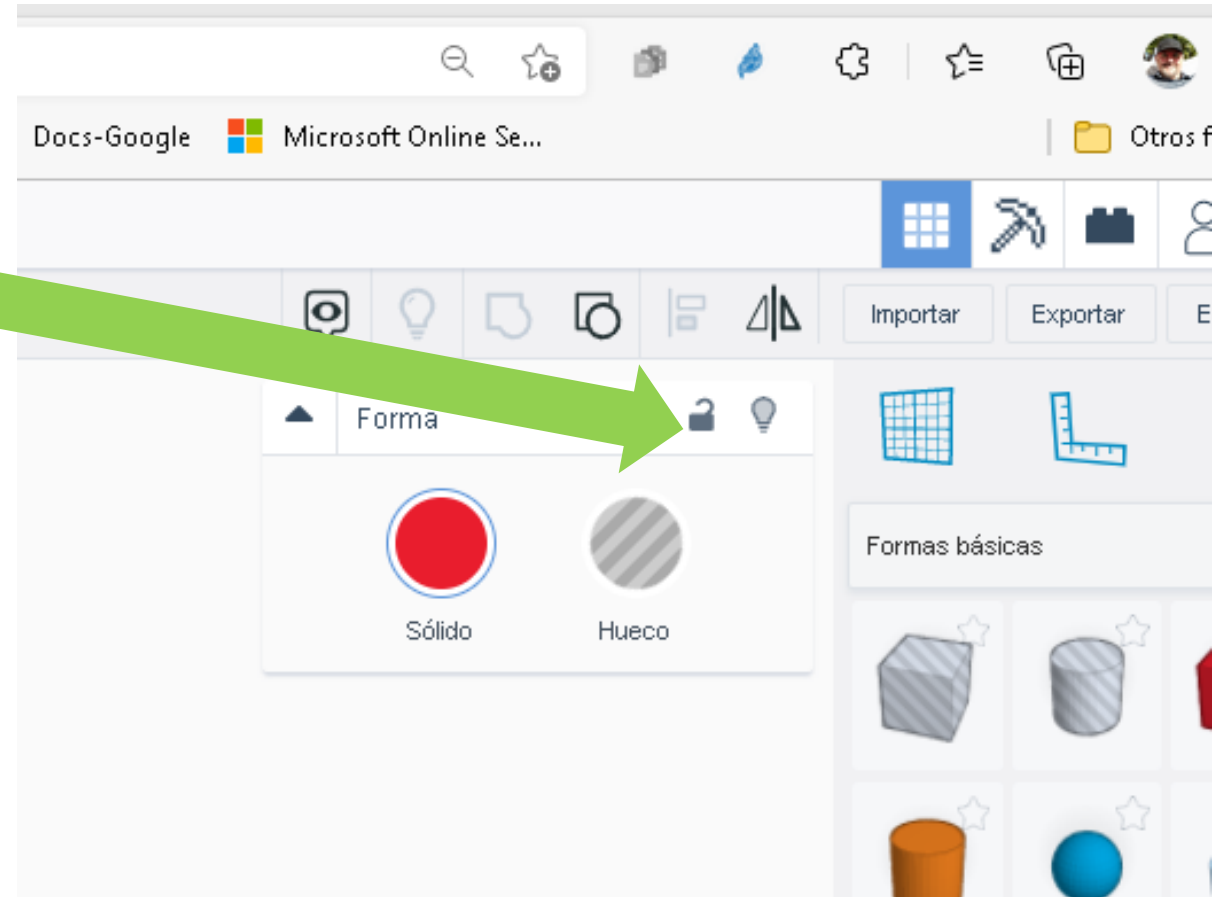 Docs-Google Microsoft Online Se... Otros f
Importar Exportar E
Forma
Formas básicas
Sólido Hueco